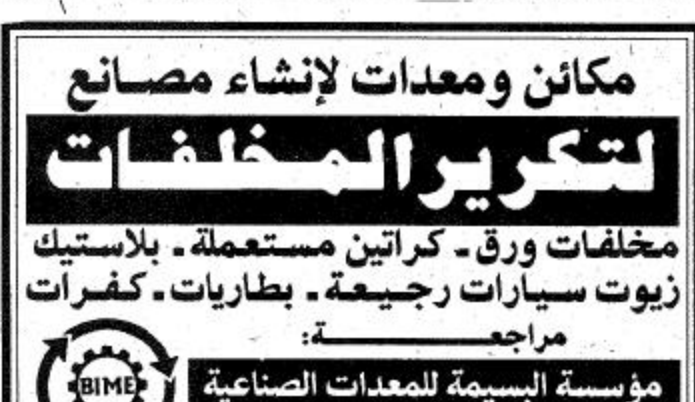 مكائن ومعدات لإنشاء مصانع
لتكرير المخلفات
مخلفات ورق ـ كراتين مستعملة ـ بلاستيك
زيوت سيارات رجيعة ـ بطاريات ـ كفرات
مراجعـــــــــة:
مؤسسة البسيمة للمعدات الصناعية
BIME